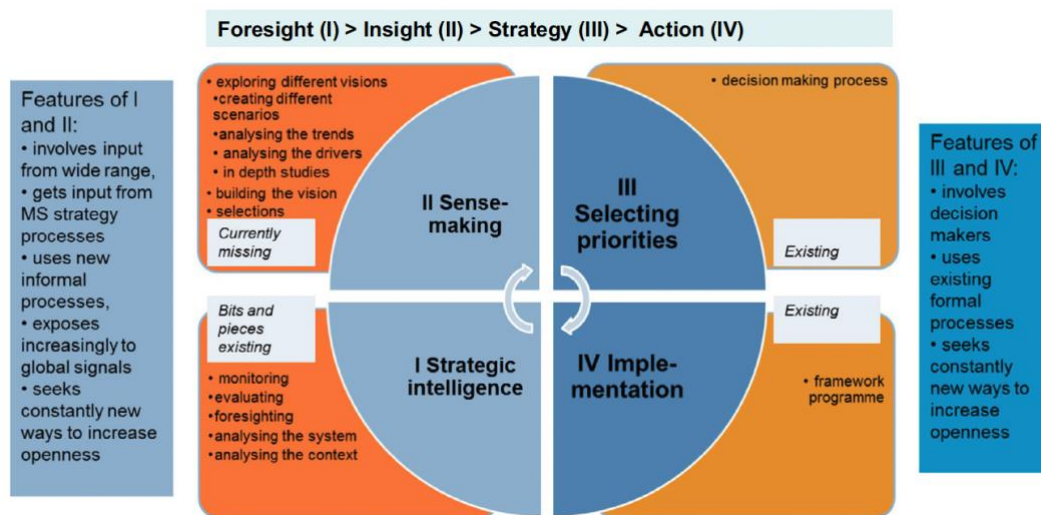 Foresight (I) > Insight (II) > Strategy (III) > Action (IV)
Features of I
and II:
• involves input
from wide range,
• gets input from
MS strategy
processes
• uses new
informal
processes,
• exposes
increasingly to
global signals
• seeks
constantly new
ways to increase
openness
• exploring different visions
•creating different
scenarios
•analysing the trends
• analysing the drivers
• in depth studies
• building the vision
• selections
Currently
missing
II Sense-
making
III
Selecting
priorities
• decision making process
Existing
Bits and
pieces
existing
• monitoring
• evaluating
•foresighting
•analysing the system
•analysing the context
I Strategic
intelligence
IV Imple-
mentation
Existing
• framework
programme
Features of
III and IV:
• involves
decision
makers
• uses
existing
formal
processes
• seeks
constantly
new ways to
increase
openness